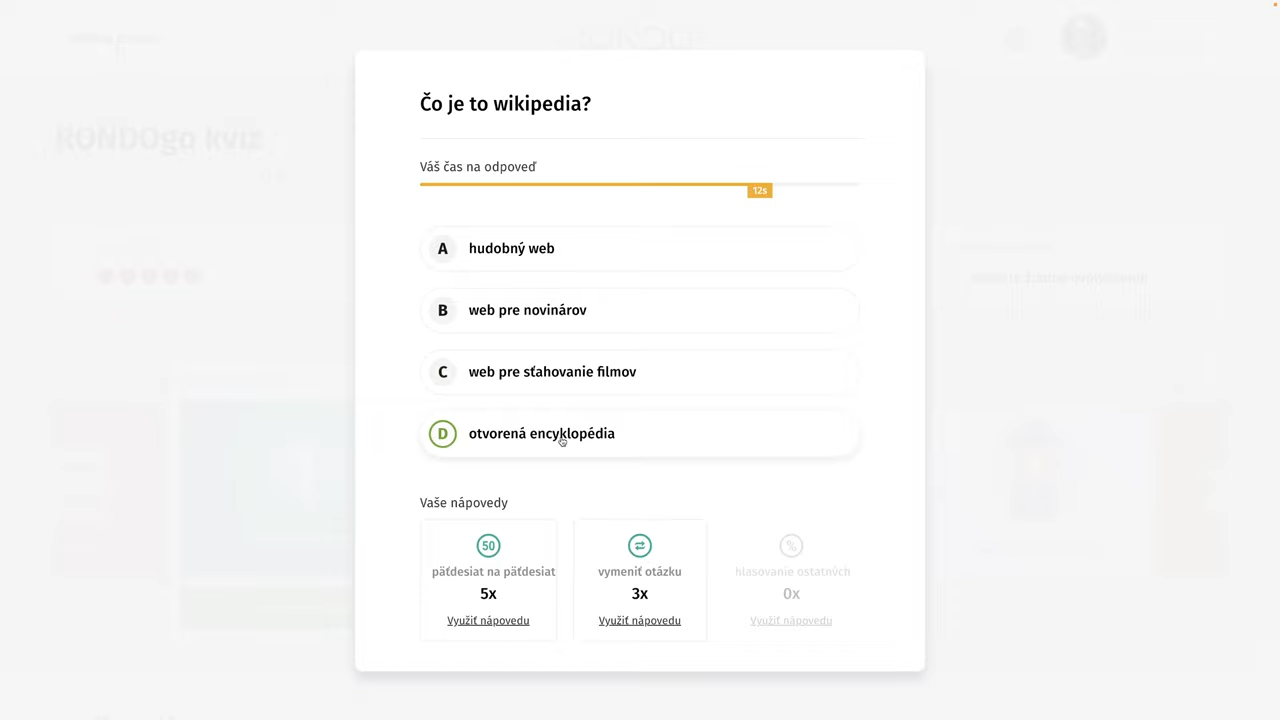 RONDOgo kvíz
Čo je to wikipedia?
Váš čas na odpoveď
12s
A hudobný web
B web pre novinárov
C web pre sťahovanie filmov
D otvorená encyklopédia
Vaše nápovedy
50
päťdesiat na päťdesiat
5x
Využiť nápovedu
vymeniť otázku
3x
Využiť nápovedu
%
hlasovanie ostatných
0x
Využiť nápovedu